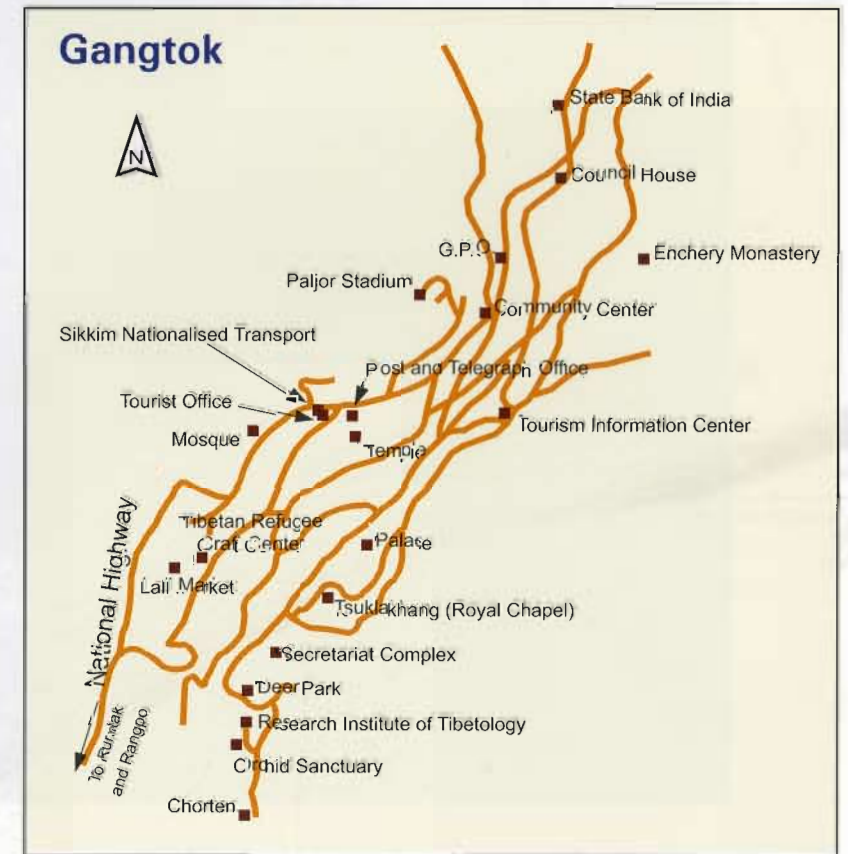 Gangtok
N
State Bank of India
Council House
G.P.O
Enchery Monastery
Paljor Stadium
Community Center
Sikkim Nationalised Transport
Post and Telegraph Office
Tourist Office
Mosque
Temple
Tourism Information Center
Tibetan Refugee
Craft Center
Palace
Lall Market
National Highway
Tsuklakhang (Royal Chapel)
Secretariat Complex
Deer Park
To Rumtek
and Rangpo
Research Institute of Tibetology
Orchid Sanctuary
Chorten